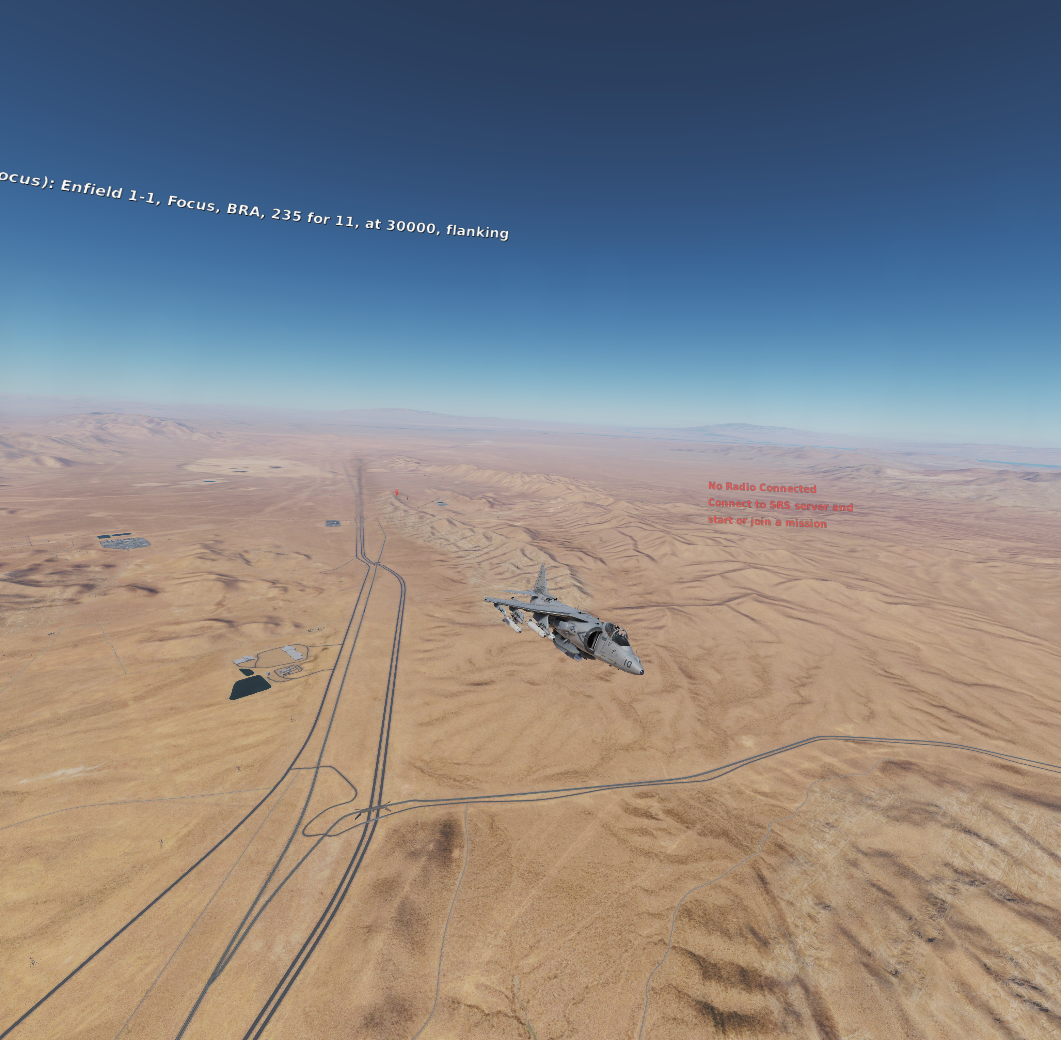 ocus): Enfield 1-1, Focus, BRA, 235 for 11, at 30000, flanking
No Radio Connected
Connect to SRS server and
start or join a mission
10